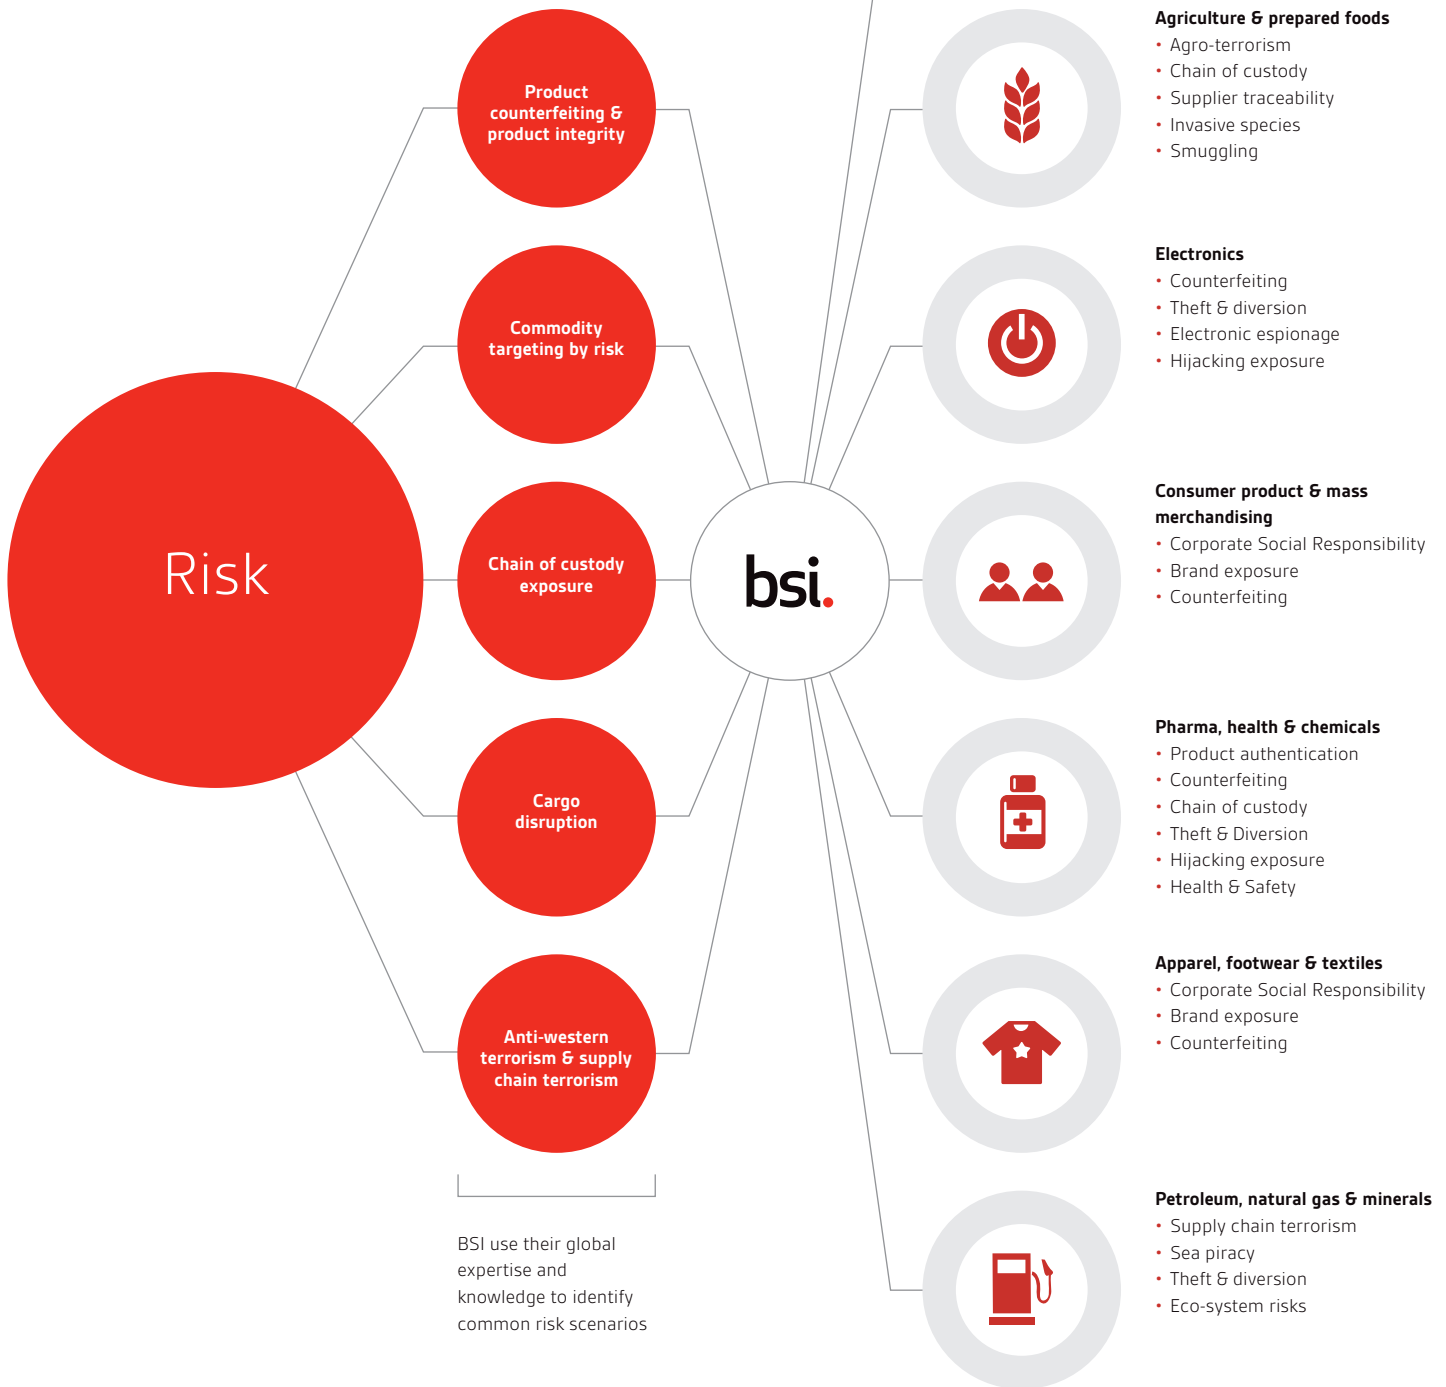 Risk
Product
counterfeiting &
product integrity
Commodity
targeting by risk
Chain of custody
exposure
Cargo
disruption
Anti-western
terrorism & supply
chain terrorism
BSI use their global
expertise and
knowledge to identify
common risk scenarios
bsi.
Agriculture & prepared foods
• Agro-terrorism
• Chain of custody
• Supplier traceability
• Invasive species
• Smuggling
Electronics
• Counterfeiting
• Theft & diversion
• Electronic espionage
• Hijacking exposure
Consumer product & mass
merchandising
• Corporate Social Responsibility
• Brand exposure
• Counterfeiting
Pharma, health & chemicals
• Product authentication
• Counterfeiting
• Chain of custody
• Theft & Diversion
• Hijacking exposure
• Health & Safety
Apparel, footwear & textiles
• Corporate Social Responsibility
• Brand exposure
• Counterfeiting
Petroleum, natural gas & minerals
• Supply chain terrorism
• Sea piracy
• Theft & diversion
• Eco-system risks